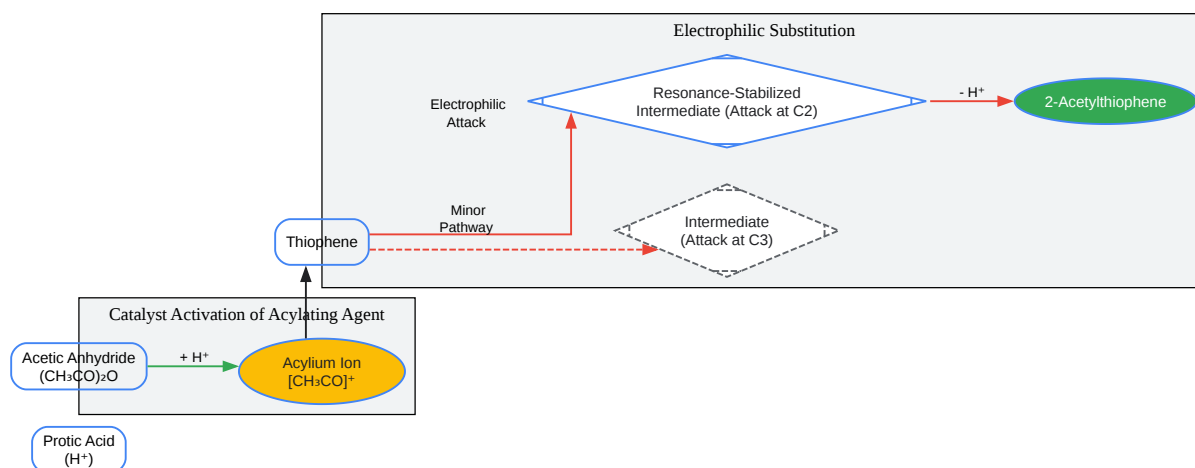 Electrophilic Substitution
Resonance-Stabilized
Intermediate (Attack at C2)
Electrophilic
Attack
- H⁺
2-Acetylthiophene
Minor
Pathway
Intermediate
(Attack at C3)
Thiophene
Catalyst Activation of Acylating Agent
Acetic Anhydride
(CH₃CO)₂O
+ H⁺
Acylium Ion
[CH₃CO]⁺
Protic Acid
(H⁺)